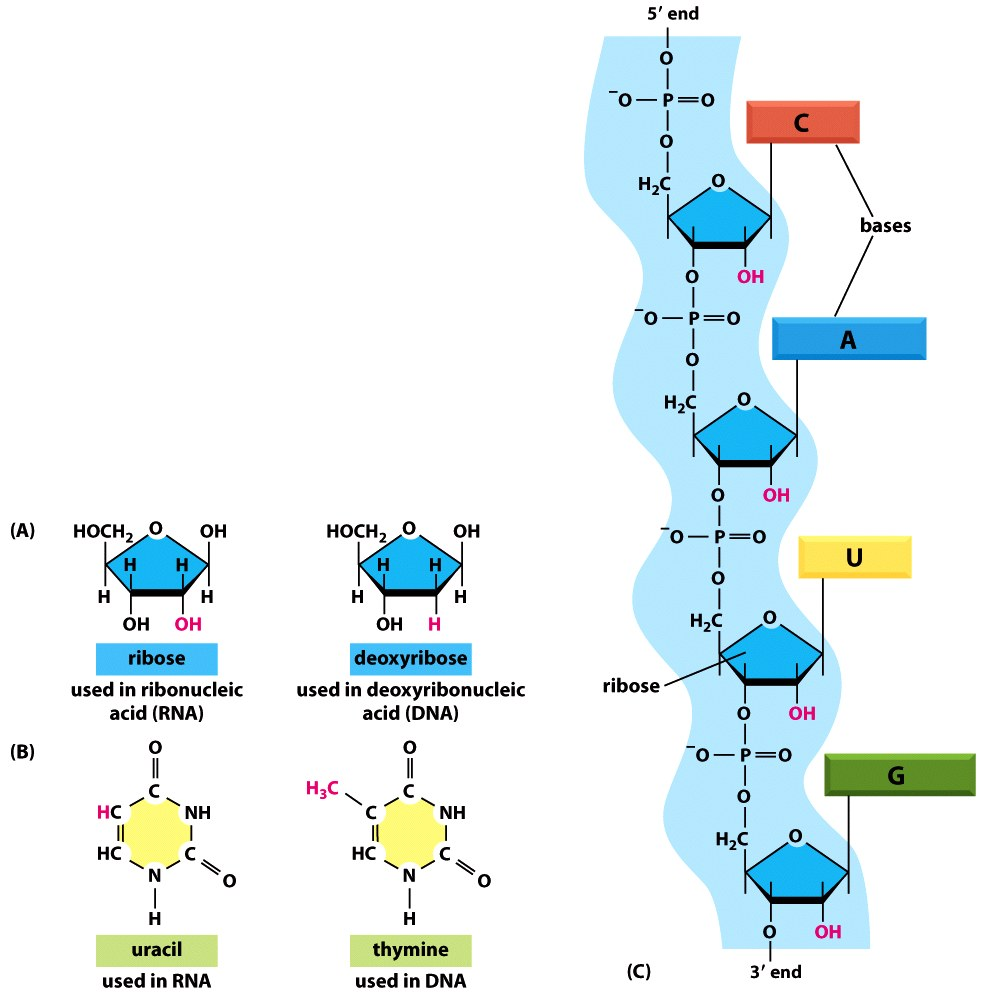 (A)
HOCH2 O OH
H H
H H
OH OH
ribose
used in ribonucleic
acid (RNA)
HOCH2 O OH
H H
H H
OH H
deoxyribose
used in deoxyribonucleic
acid (DNA)
(B)
O
C
HC NH
HC C
N O
H
uracil
used in RNA
O
H3C C
C NH
HC C
N O
H
thymine
used in DNA
5′ end
O
−O P O
O
C
H2C O
bases
O OH
−O P O
A
O
H2C O
O OH
−O P O
U
O
H2C O
ribose
O OH
−O P O
G
O
H2C O
O OH
(C)
3′ end